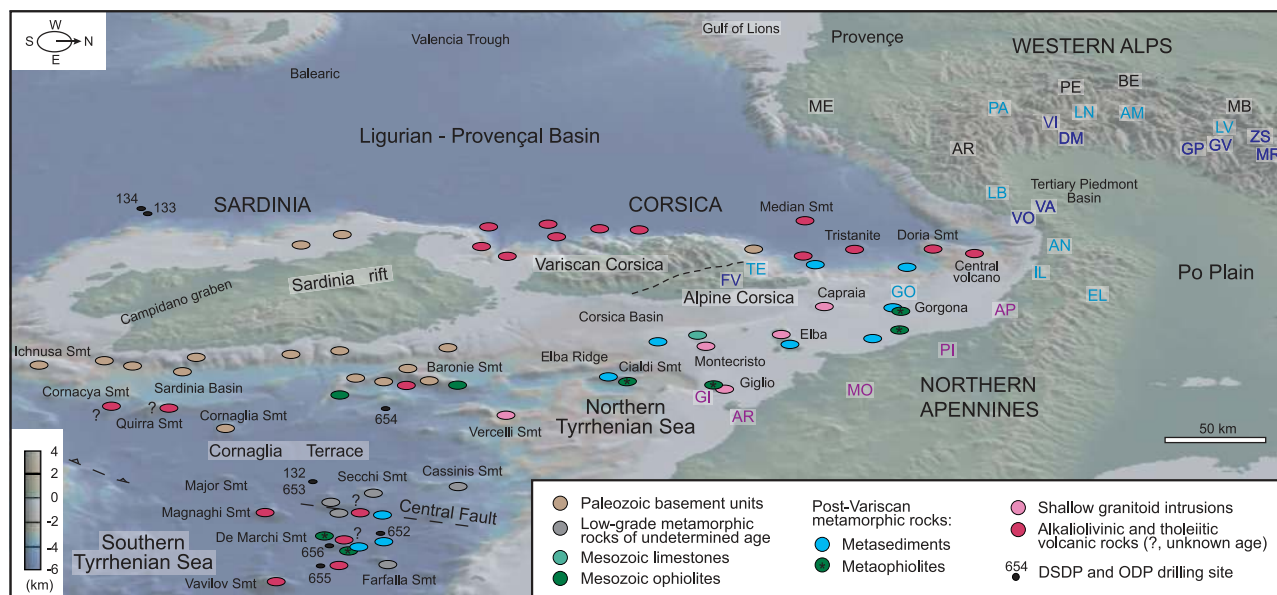 W
S N
E
Valencia Trough
Balearic
Gulf of Lions
Provençe
WESTERN ALPS
PE
BE
ME
PA
LN
AM
MB
VI
LV
ZS
DM
GP
GV
MR
AR
Ligurian - Provençal Basin
LB
Tertiary Piedmont
Basin
VA
VO
134
133
SARDINIA
CORSICA
Median Smt
Tristanite
Doria Smt
AN
Central
volcano
Po Plain
Variscan Corsica
TE
FV
IL
Sardinia rift
Alpine Corsica
Capraia
GO
Gorgona
EL
AP
Campidano graben
Corsica Basin
Elba
PI
Ichnusa Smt
Baronie Smt
Elba Ridge
Cialdi Smt
Montecristo
Cornacya Smt
Sardinia Basin
Giglio
MO
NORTHERN
APENNINES
?
?
Quirra Smt
Cornaglia Smt
654
Northern
Tyrrhenian Sea
GI
AR
Vercelli Smt
50 km
Cornaglia Terrace
4
2
0
-2
-4
-6
(km)
132
653
Secchi Smt
Cassinis Smt
Major Smt
?
Central Fault
Magnaghi Smt
De Marchi Smt
?
652
Southern
Tyrrhenian Sea
656
655
Vavilov Smt
Farfalla Smt
Paleozoic basement units
Low-grade metamorphic
rocks of undetermined age
Mesozoic limestones
Mesozoic ophiolites
Post-Variscan
metamorphic rocks:
Metasediments
Metaophiolites
Shallow granitoid intrusions
Alkaliolivinic and tholeiitic
volcanic rocks (?, unknown age)
654
DSDP and ODP drilling site